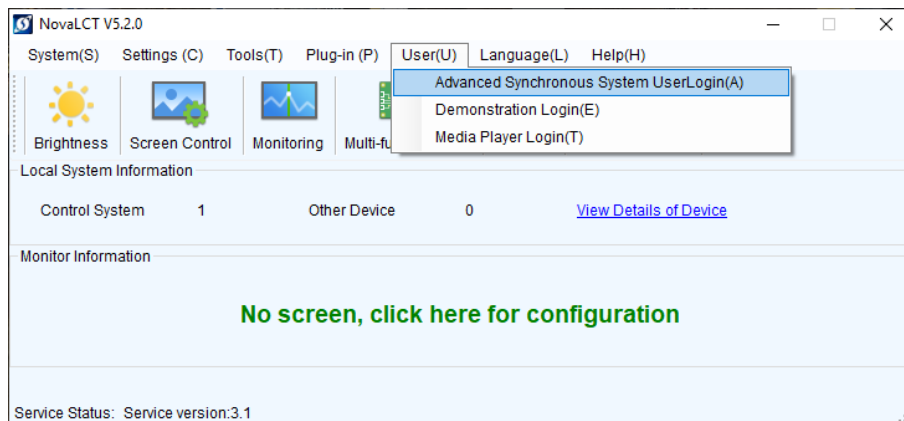 NovaLCT V5.2.0
System(S) Settings (C) Tools(T) Plug-in (P) User(U) Language(L) Help(H)
Advanced Synchronous System UserLogin(A)
Demonstration Login(E)
Media Player Login(T)
Brightness Screen Control Monitoring Multi-fu
Local System Information
Control System 1 Other Device 0 View Details of Device
Monitor Information
No screen, click here for configuration
Service Status: Service version:3.1